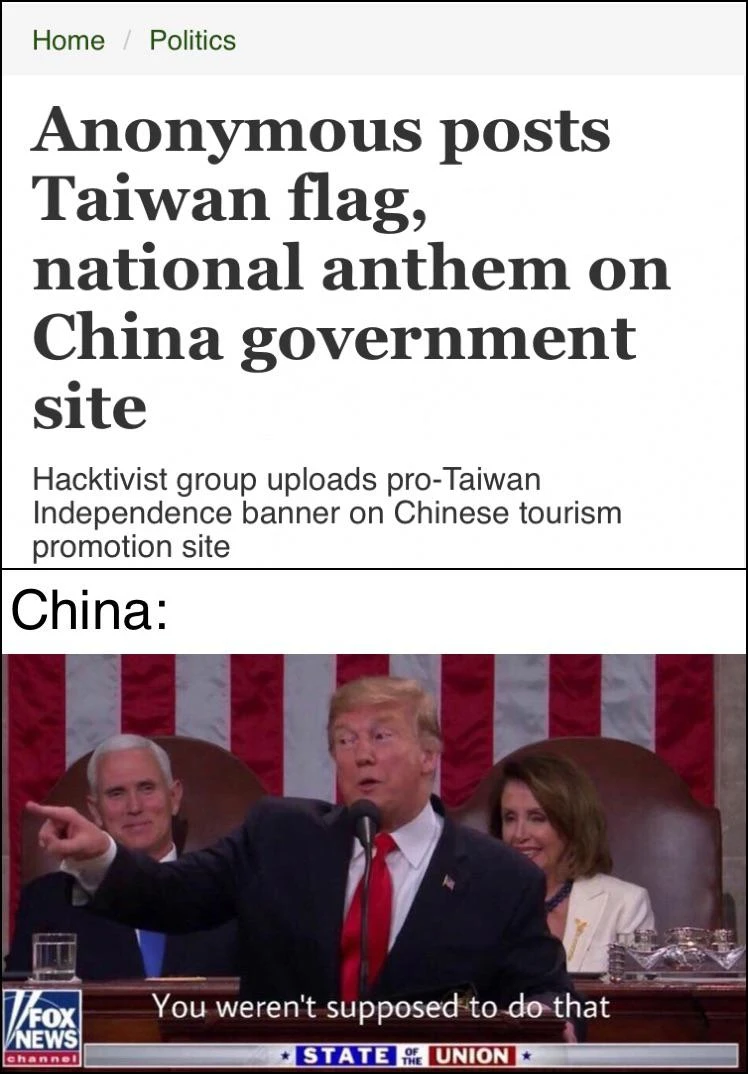 Home / Politics
Anonymous posts
Taiwan flag,
national anthem on
China government
site
Hacktivist group uploads pro-Taiwan
Independence banner on Chinese tourism
promotion site
China:
You weren't supposed to do that
FOX
NEWS
channel
STATE OF THE UNION